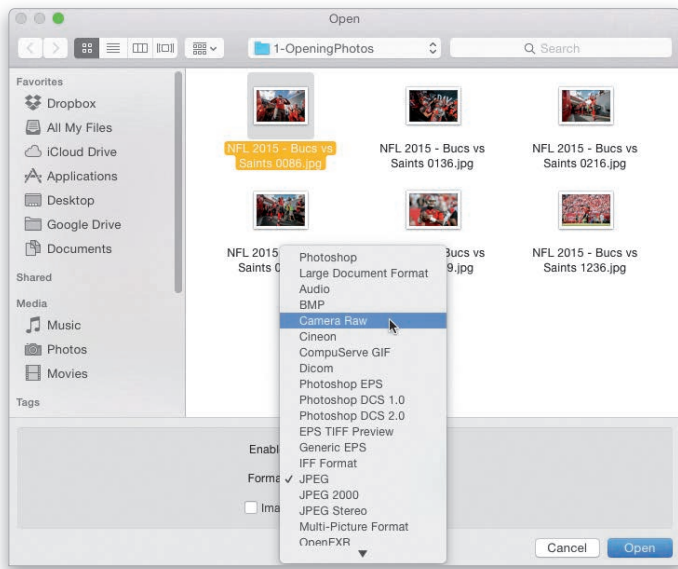 Open
1-OpeningPhotos
Search
Favorites
Dropbox
All My Files
iCloud Drive
Applications
Desktop
Google Drive
Documents
Shared
Media
Music
Photos
Movies
Tags
NFL 2015 - Bucs vs
Saints 0086.jpg
NFL 2015 - Bucs vs
Saints 0136.jpg
NFL 2015 - Bucs vs
Saints 0216.jpg
NFL 2015
Saints 0
Bucs vs
9.jpg
NFL 2015 - Bucs vs
Saints 1236.jpg
Photoshop
Large Document Format
Audio
BMP
Camera Raw
Cineon
CompuServe GIF
Dicom
Photoshop EPS
Photoshop DCS 1.0
Photoshop DCS 2.0
EPS TIFF Preview
Generic EPS
IFF Format
JPEG
JPEG 2000
JPEG Stereo
Multi-Picture Format
OpenEXR
Enabl
Forma
Ima
Cancel
Open